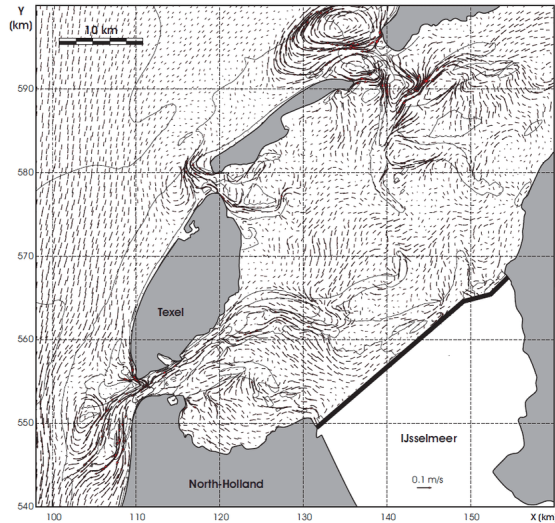 Y
(km)
10 km
590
580
570
Texel
560
550
IJsselmeer
0.1 m/s
North-Holland
540
100 110 120 130 140 150 X (km